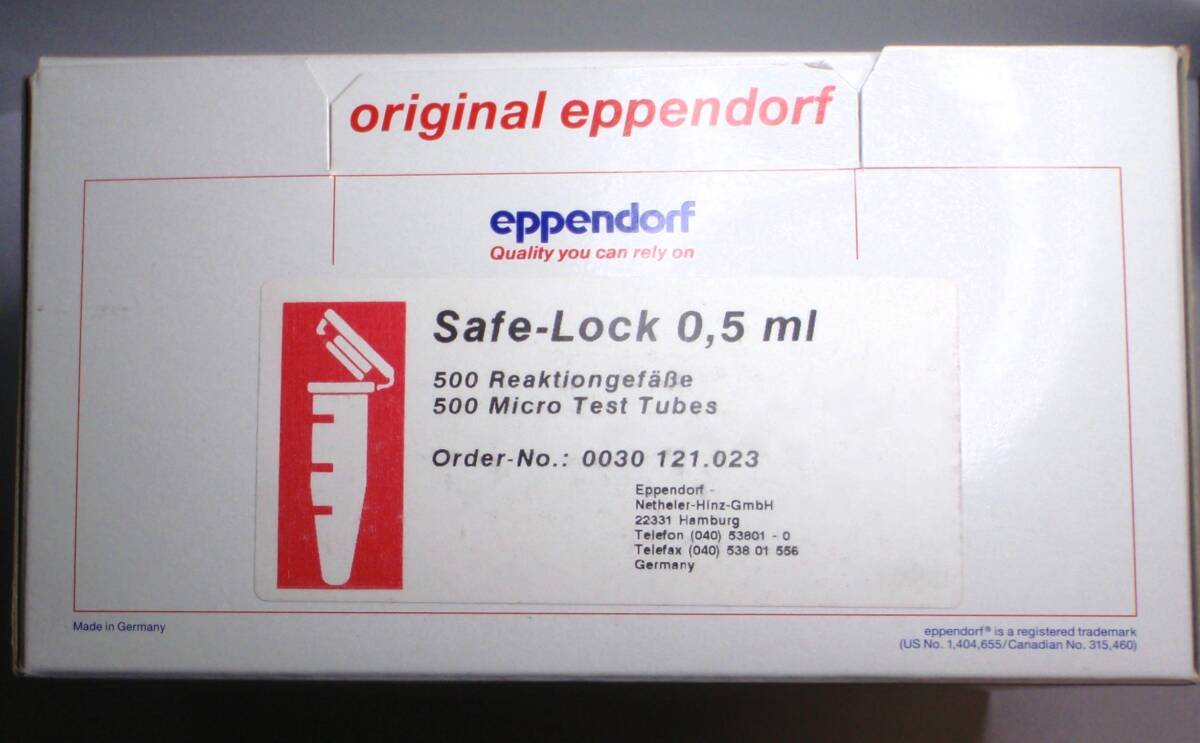 original eppendorf
eppendorf
Quality you can rely on
Safe-Lock 0,5 ml
500 Reaktiongefäße
500 Micro Test Tubes
Order-No.: 0030 121.023
Eppendorf -
Netheler-Hinz-GmbH
22331 Hamburg
Telefon (040) 53801 - 0
Telefax (040) 538 01 556
Germany
Made in Germany
eppendorf® is a registered trademark
(US No. 1,404,655/Canadian No. 315,460)